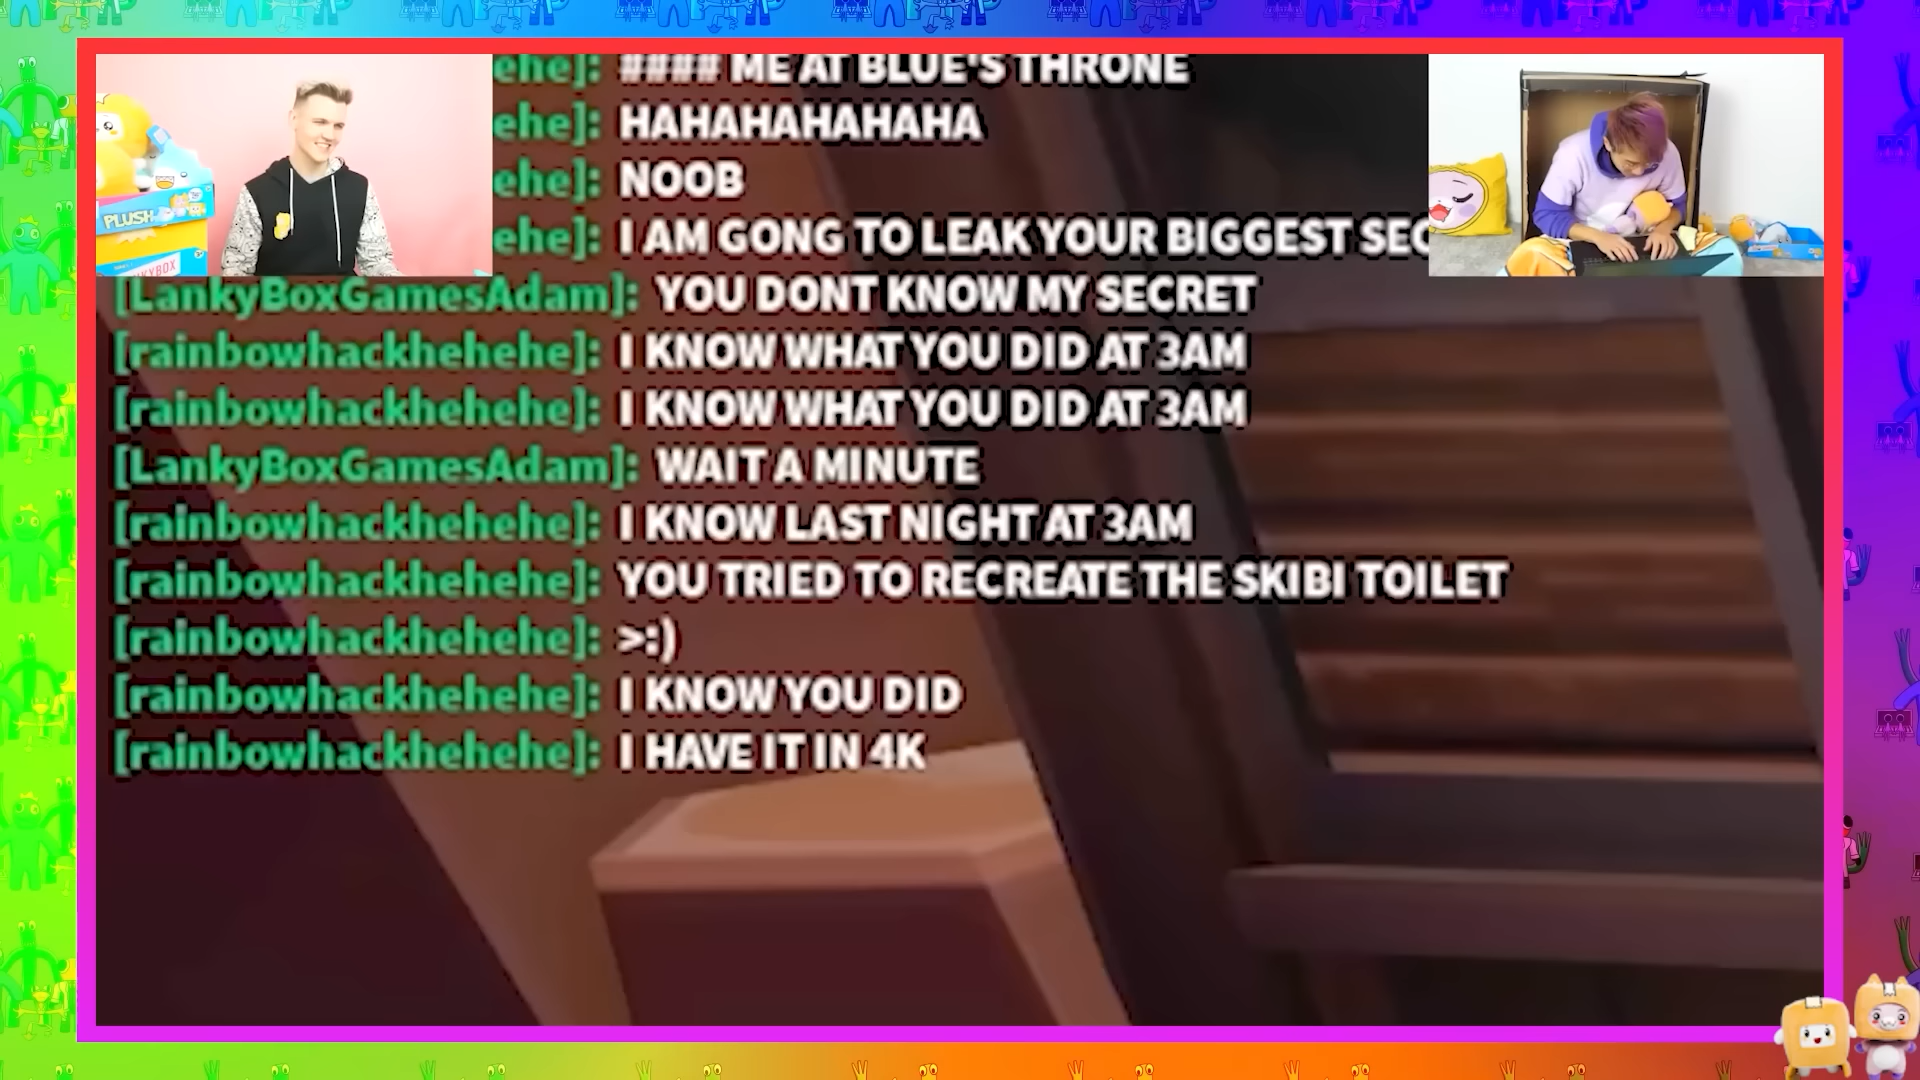 ehe]: #### ME AT BLUE'S THRONE
ehe]: HAHAHAHAHAHA
ehe]: NOOB
ehe]: I AM GONG TO LEAK YOUR BIGGEST SEC
[LankyBoxGamesAdam]: YOU DONT KNOW MY SECRET
[rainbowhackhehehe]: I KNOW WHAT YOU DID AT 3AM
[rainbowhackhehehe]: I KNOW WHAT YOU DID AT 3AM
[LankyBoxGamesAdam]: WAIT A MINUTE
[rainbowhackhehehe]: I KNOW LAST NIGHT AT 3AM
[rainbowhackhehehe]: YOU TRIED TO RECREATE THE SKIBI TOILET
[rainbowhackhehehe]: >:)
[rainbowhackhehehe]: I KNOW YOU DID
[rainbowhackhehehe]: I HAVE IT IN 4K
PLUSH
KYBOX